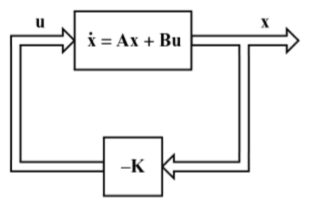 u
x
ẋ = Ax + Bu
−K